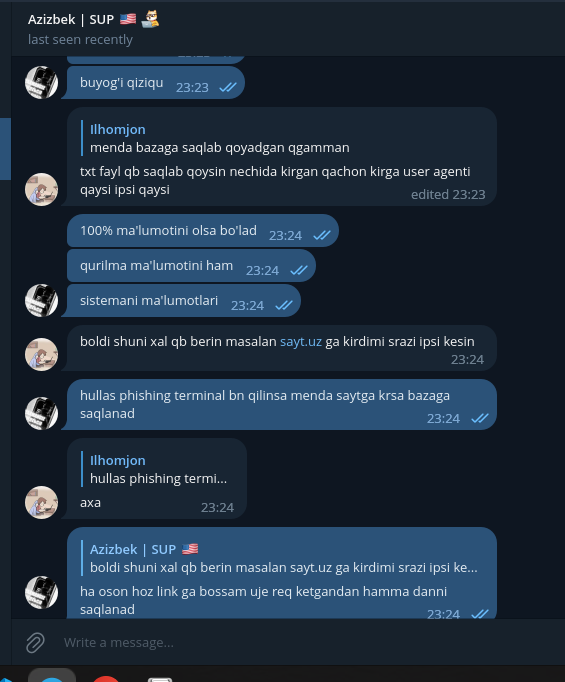 Azizbek | SUP 🇺🇸
last seen recently
buyog'i qiziqu 23:23
Ilhomjon
menda bazaga saqlab qoyadgan qgamman
txt fayl qb saqlab qoysin nechida kirgan qachon kirga user agenti
qaysi ipsi qaysi
edited 23:23
100% ma'lumotini olsa bo'lad 23:24
qurilma ma'lumotini ham 23:24
sistemani ma'lumotlari 23:24
boldi shuni xal qb berin masalan sayt.uz ga kirdimi srazi ipsi kesin
23:24
hullas phishing terminal bn qilinsa menda saytga krsa bazaga
saqlanad 23:24
Ilhomjon
hullas phishing termi...
axa 23:24
Azizbek | SUP 🇺🇸
boldi shuni xal qb berin masalan sayt.uz ga kirdimi srazi ipsi ke...
ha oson hoz link ga bossam uje req ketgandan hamma danni
saqlanad 23:24
Write a message...